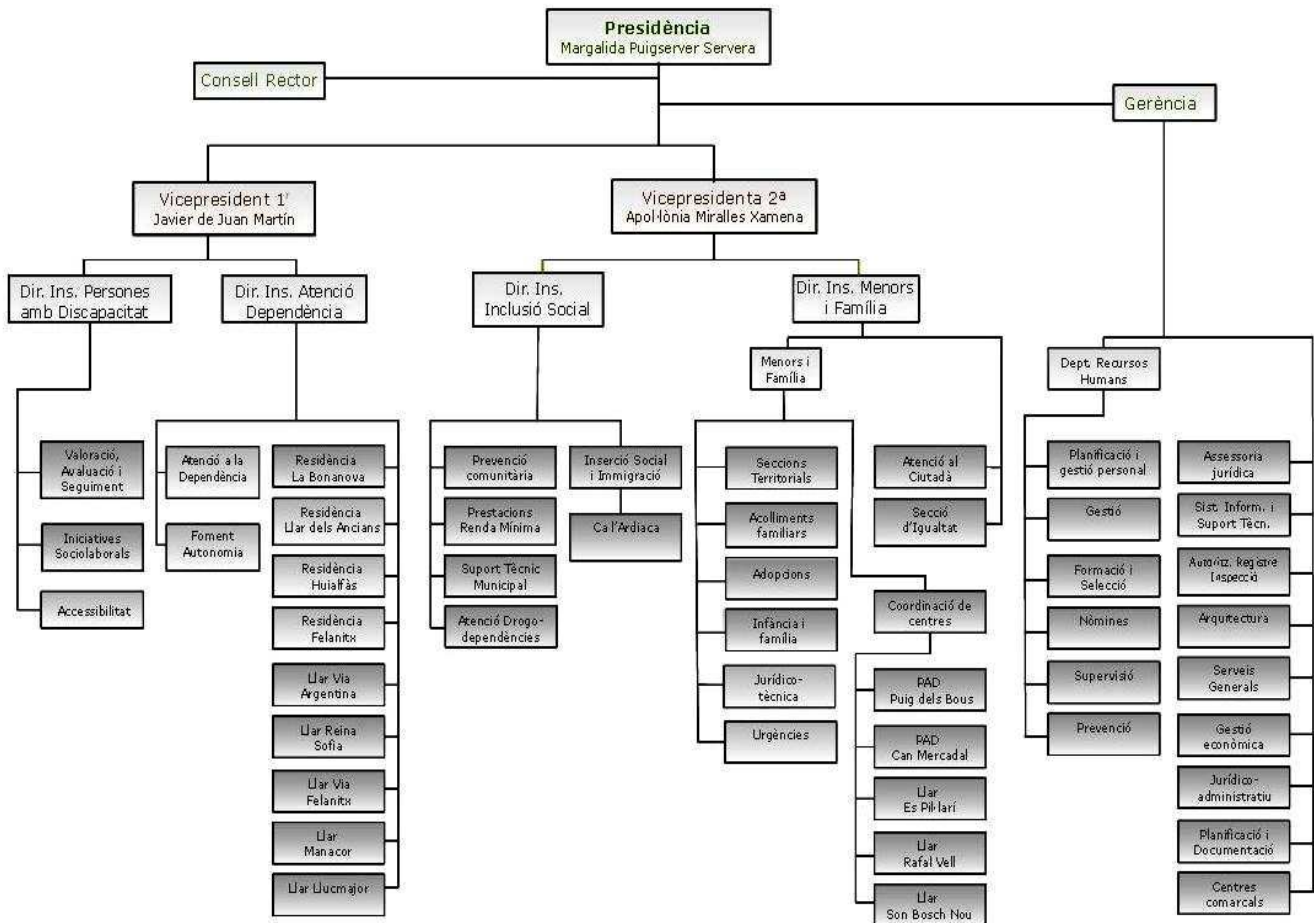 Presidència
Margalida Puigserver Servera
Consell Rector
Gerència
Vicepresident 1r
Javier de Juan Martín
Vicepresidenta 2ª
Apol·lònia Miralles Xamena
Dir. Ins. Persones
amb Discapacitat
Dir. Ins. Atenció
Dependència
Dir. Ins.
Inclusió Social
Dir. Ins. Menors
i Família
Menors i
Família
Dept. Recursos
Humans
Valoració,
Avaluació i
Seguiment
Iniciatives
Sociolaborals
Accessibilitat
Atenció a la
Dependència
Foment
Autonomia
Residència
La Bonanova
Residència
Llar dels Ancians
Residència
Huialfàs
Residència
Felanitx
Llar Via
Argentina
Llar Reina
Sofia
Llar Via
Felanitx
Llar
Manacor
Llar Llucmajor
Prevenció
comunitària
Prestacions
Renda Mínima
Suport Tècnic
Municipal
Atenció Drogo-
dependències
Inserció Social
i Immigració
Ca l'Ardiaca
Seccions
Territorials
Acolliments
familiars
Adopcions
Infància i
família
Jurídico-
tècnica
Urgències
Atenció al
Ciutadà
Secció
d'Igualtat
Coordinació de
centres
PAD
Puig dels Bous
PAD
Can Mercadal
Llar
Es Pil·larí
Llar
Rafal Vell
Llar
Son Bosch Nou
Planificació i
gestió personal
Gestió
Formació i
Selecció
Nòmines
Supervisió
Prevenció
Assessoria
jurídica
Sist. Inform. i
Suport Tècn.
Autoritz. Registre
Inspecció
Arquitectura
Serveis
Generals
Gestió
econòmica
Jurídico-
administratiu
Planificació i
Documentació
Centres
comarcals